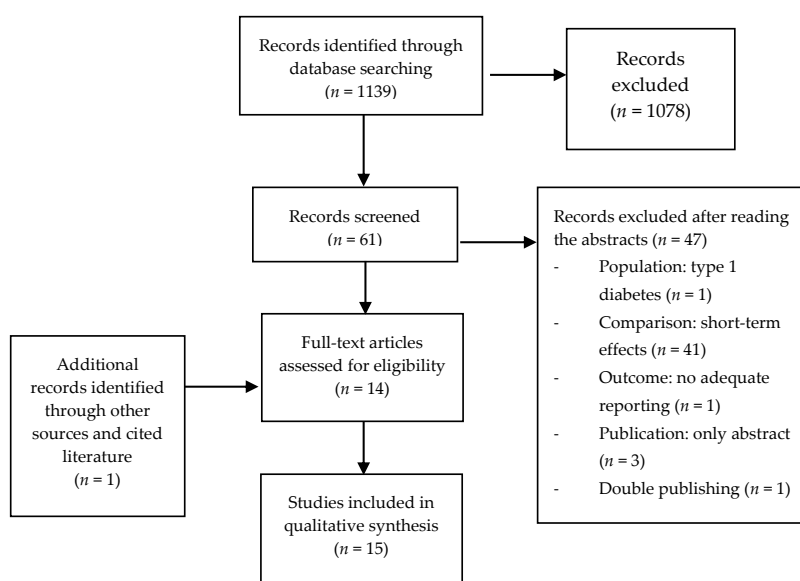 Records identified through
database searching
(n = 1139)
Records
excluded
(n = 1078)
Records screened
(n = 61)
Records excluded after reading
the abstracts (n = 47)
- Population: type 1
diabetes (n = 1)
- Comparison: short-term
effects (n = 41)
- Outcome: no adequate
reporting (n = 1)
- Publication: only abstract
(n = 3)
- Double publishing (n = 1)
Full-text articles
assessed for eligibility
(n = 14)
Additional
records identified
through other
sources and cited
literature
(n = 1)
Studies included in
qualitative synthesis
(n = 15)